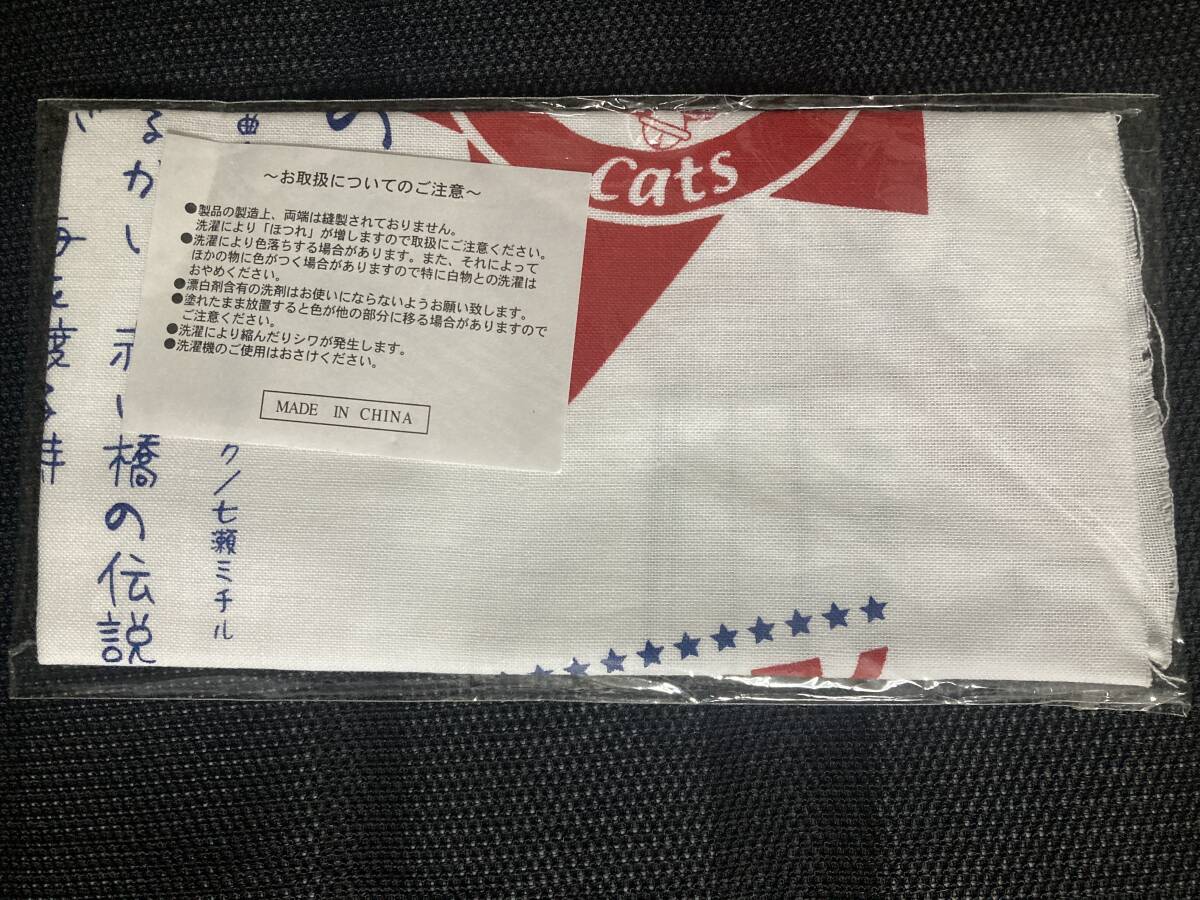 ～お取扱についてのご注意～
●製品の製造上、両端は縫製されておりません。
洗濯により「ほつれ」が増しますので取扱にご注意ください。
●洗濯により色落ちする場合があります。また、それによって
ほかの物に色がつく場合がありますので特に白物との洗濯は
おやめください。
●漂白剤含有の洗剤はお使いにならないようお願い致します。
●塗れたまま放置すると色が他の部分に移る場合がありますので
ご注意ください。
●洗濯により縮んだりシワが発生します。
●洗濯機のご使用はおさけください。
MADE IN CHINA
Cats
の
曲
ク/七瀬ミチル
るかい
い橋の伝説
を渡る